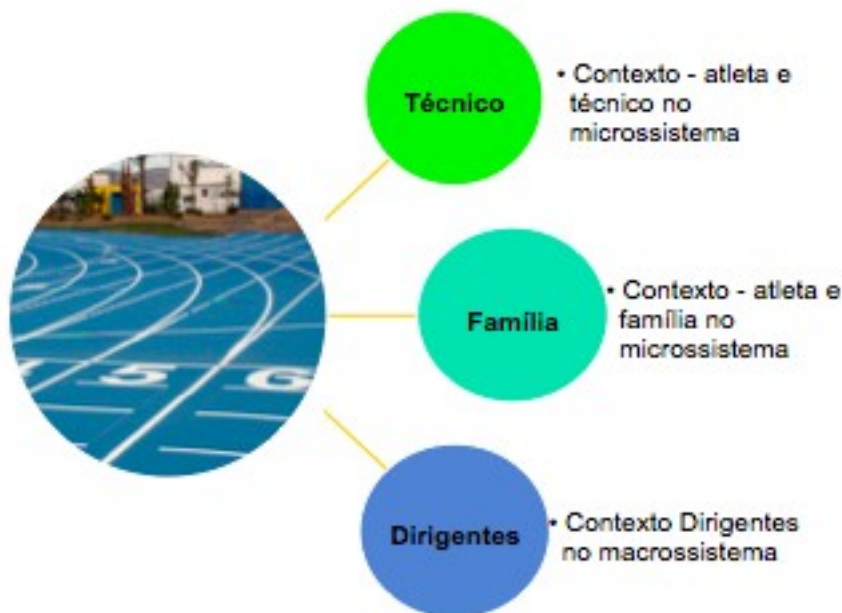 Técnico
• Contexto - atleta e
técnico no
microssistema
Família
• Contexto - atleta e
família no
microssistema
5 6
Dirigentes
• Contexto Dirigentes
no macrossistema